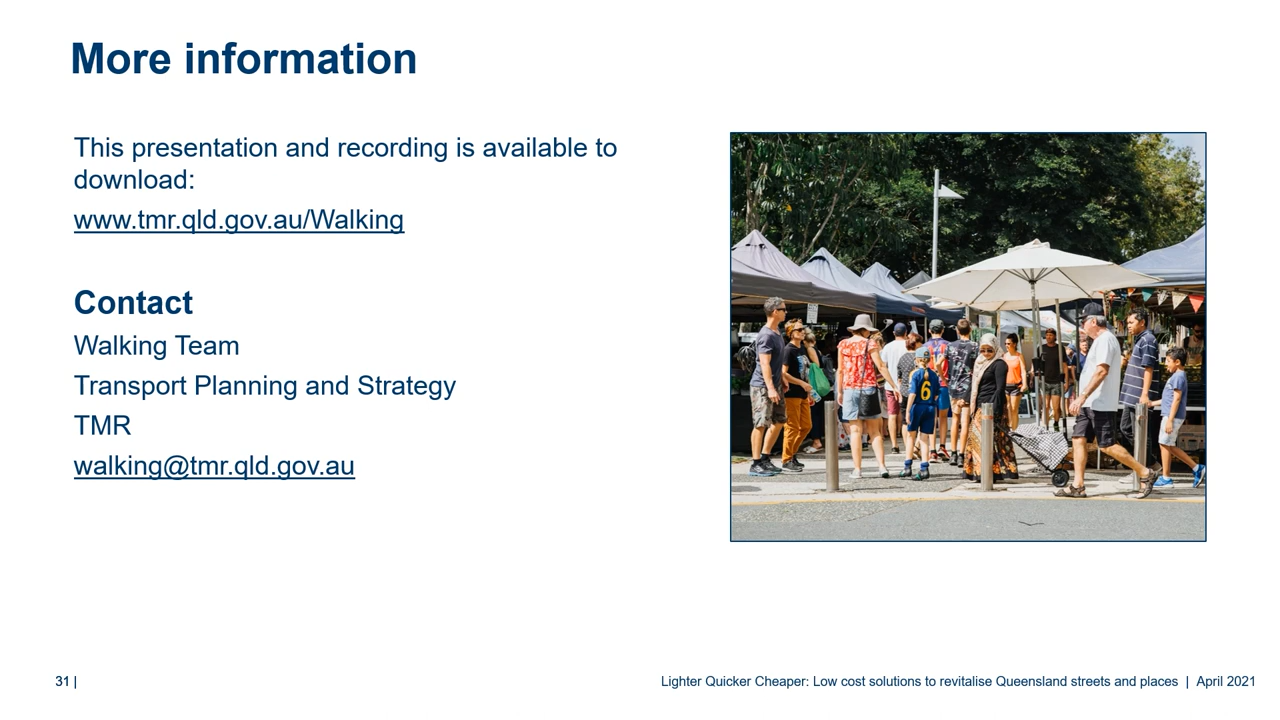 More information
This presentation and recording is available to
download:
www.tmr.qld.gov.au/Walking
Contact
Walking Team
Transport Planning and Strategy
TMR
walking@tmr.qld.gov.au
6
31 |
Lighter Quicker Cheaper: Low cost solutions to revitalise Queensland streets and places | April 2021